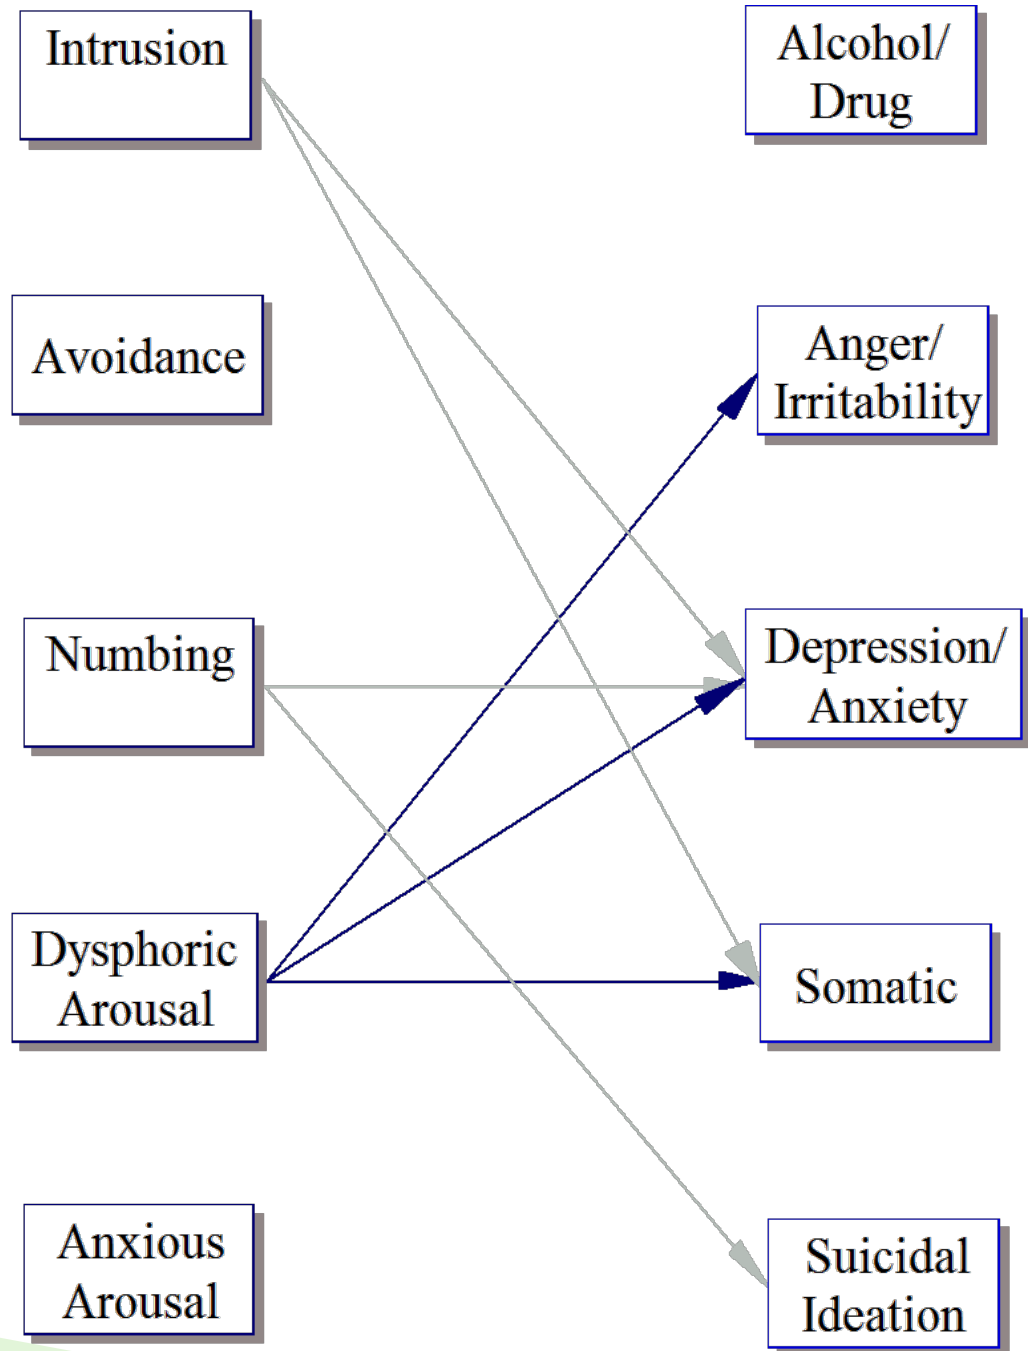 Intrusion
Alcohol/
Drug
Avoidance
Anger/
Irritability
Numbing
Depression/
Anxiety
Dysphoric
Arousal
Somatic
Anxious
Arousal
Suicidal
Ideation